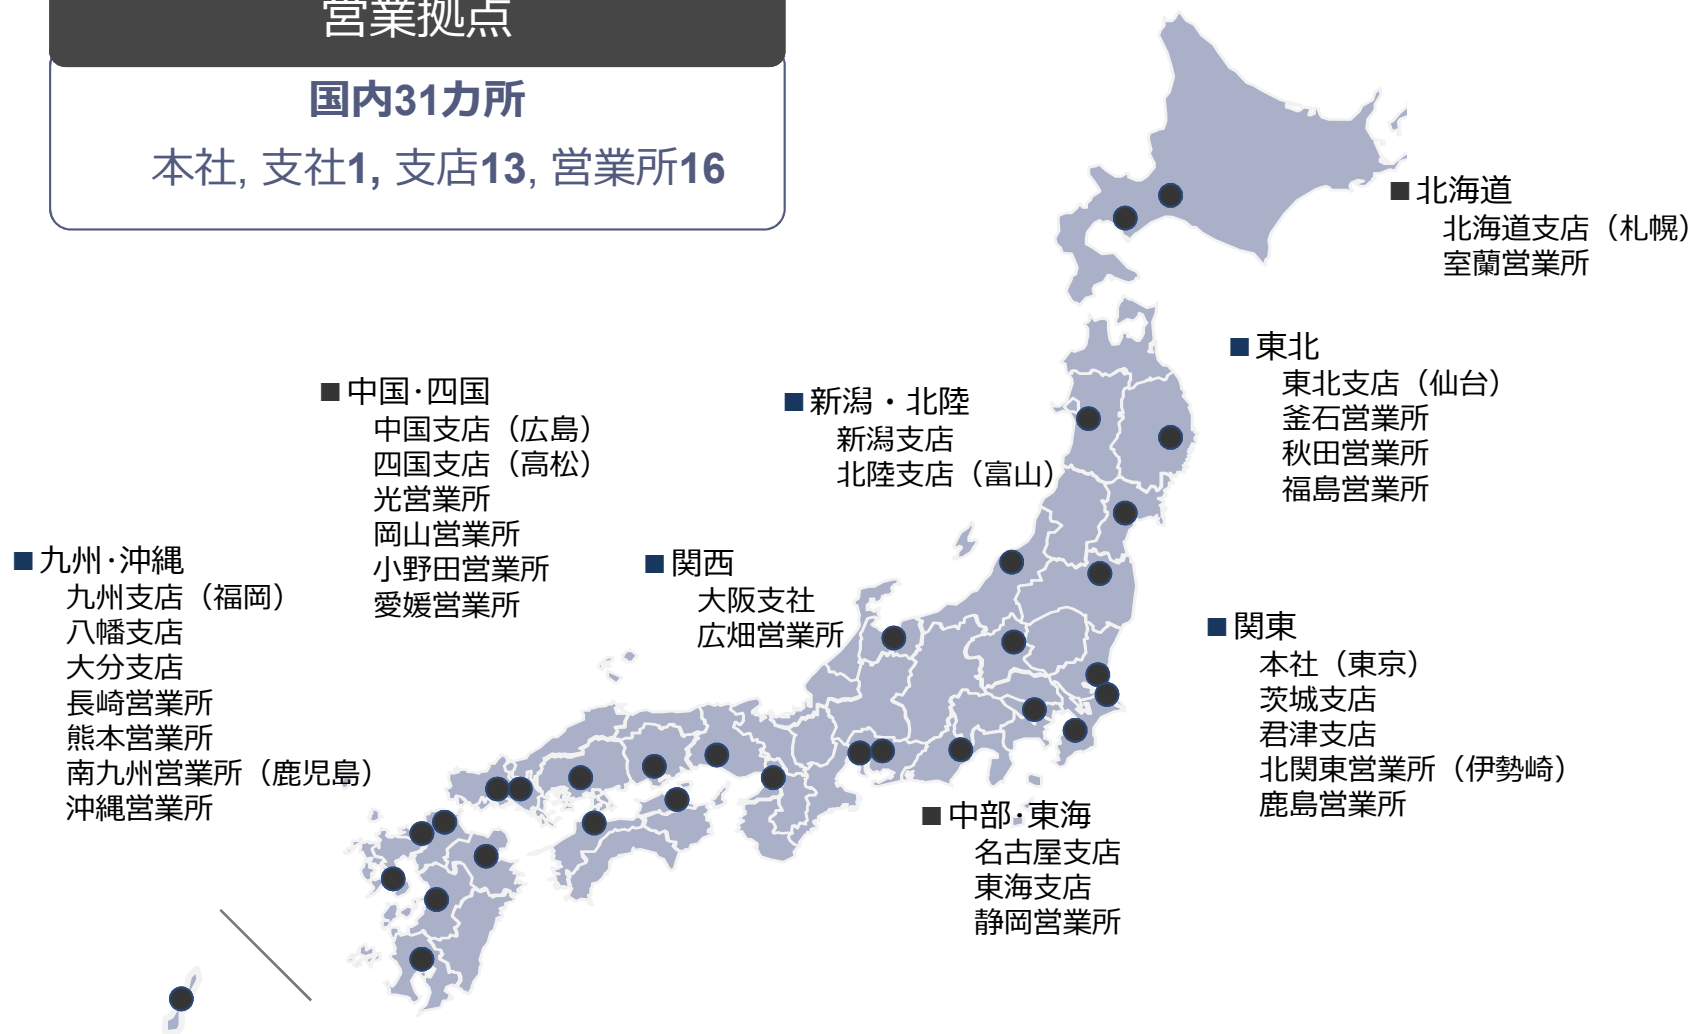 営業拠点
国内31カ所
本社, 支社1, 支店13, 営業所16
■北海道
北海道支店（札幌）
室蘭営業所
■東北
東北支店（仙台）
釜石営業所
秋田営業所
福島営業所
■中国･四国
中国支店（広島）
四国支店（高松）
光営業所
岡山営業所
小野田営業所
愛媛営業所
■新潟・北陸
新潟支店
北陸支店（富山）
■九州･沖縄
九州支店（福岡）
八幡支店
大分支店
長崎営業所
熊本営業所
南九州営業所（鹿児島）
沖縄営業所
■関西
大阪支社
広畑営業所
■関東
本社（東京）
茨城支店
君津支店
北関東営業所（伊勢崎）
鹿島営業所
■中部･東海
名古屋支店
東海支店
静岡営業所